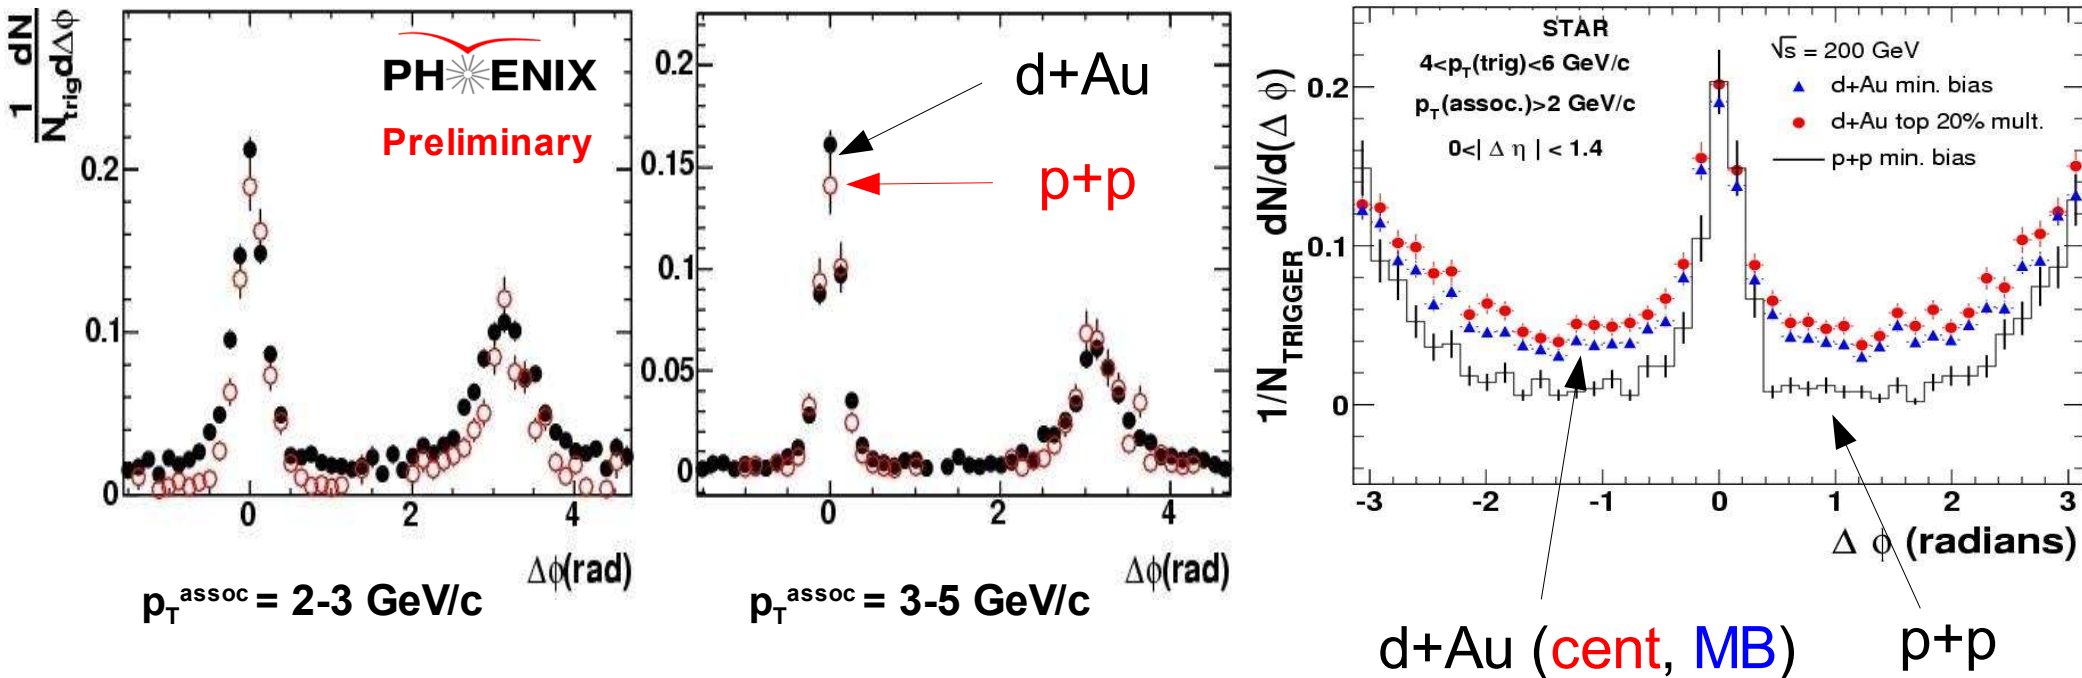 1 dN
N_trig dΔφ
PHENIX
Preliminary
0.2
0.1
0
0 2 4
Δφ(rad)
p_T^assoc = 2-3 GeV/c
d+Au
p+p
0.2
0.15
0.1
0.05
0
0 2 4
Δφ(rad)
p_T^assoc = 3-5 GeV/c
1/N_TRIGGER dN/d(Δ φ)
STAR
4<p_T(trig)<6 GeV/c
p_T(assoc.)>2 GeV/c
0<| Δ η | < 1.4
√s = 200 GeV
d+Au min. bias
d+Au top 20% mult.
p+p min. bias
0.2
0.1
0
-3 -2 -1 0 1 2 3
Δ φ (radians)
d+Au (cent, MB)
p+p